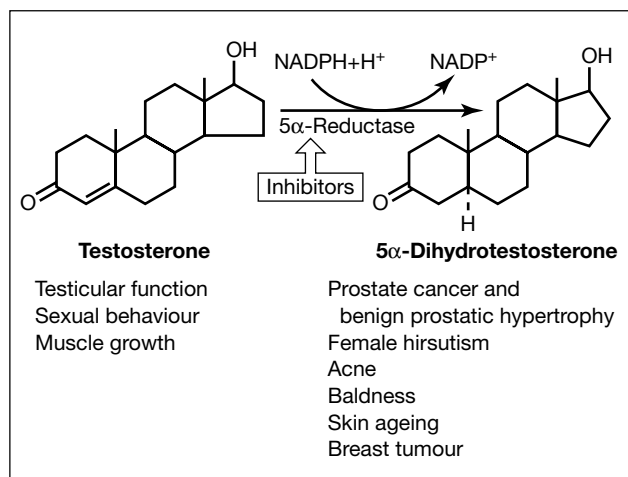 OH
NADPH+H⁺
NADP⁺
OH
5α-Reductase
Inhibitors
O
O
H
Testosterone
5α-Dihydrotestosterone
Testicular function
Sexual behaviour
Muscle growth
Prostate cancer and
benign prostatic hypertrophy
Female hirsutism
Acne
Baldness
Skin ageing
Breast tumour